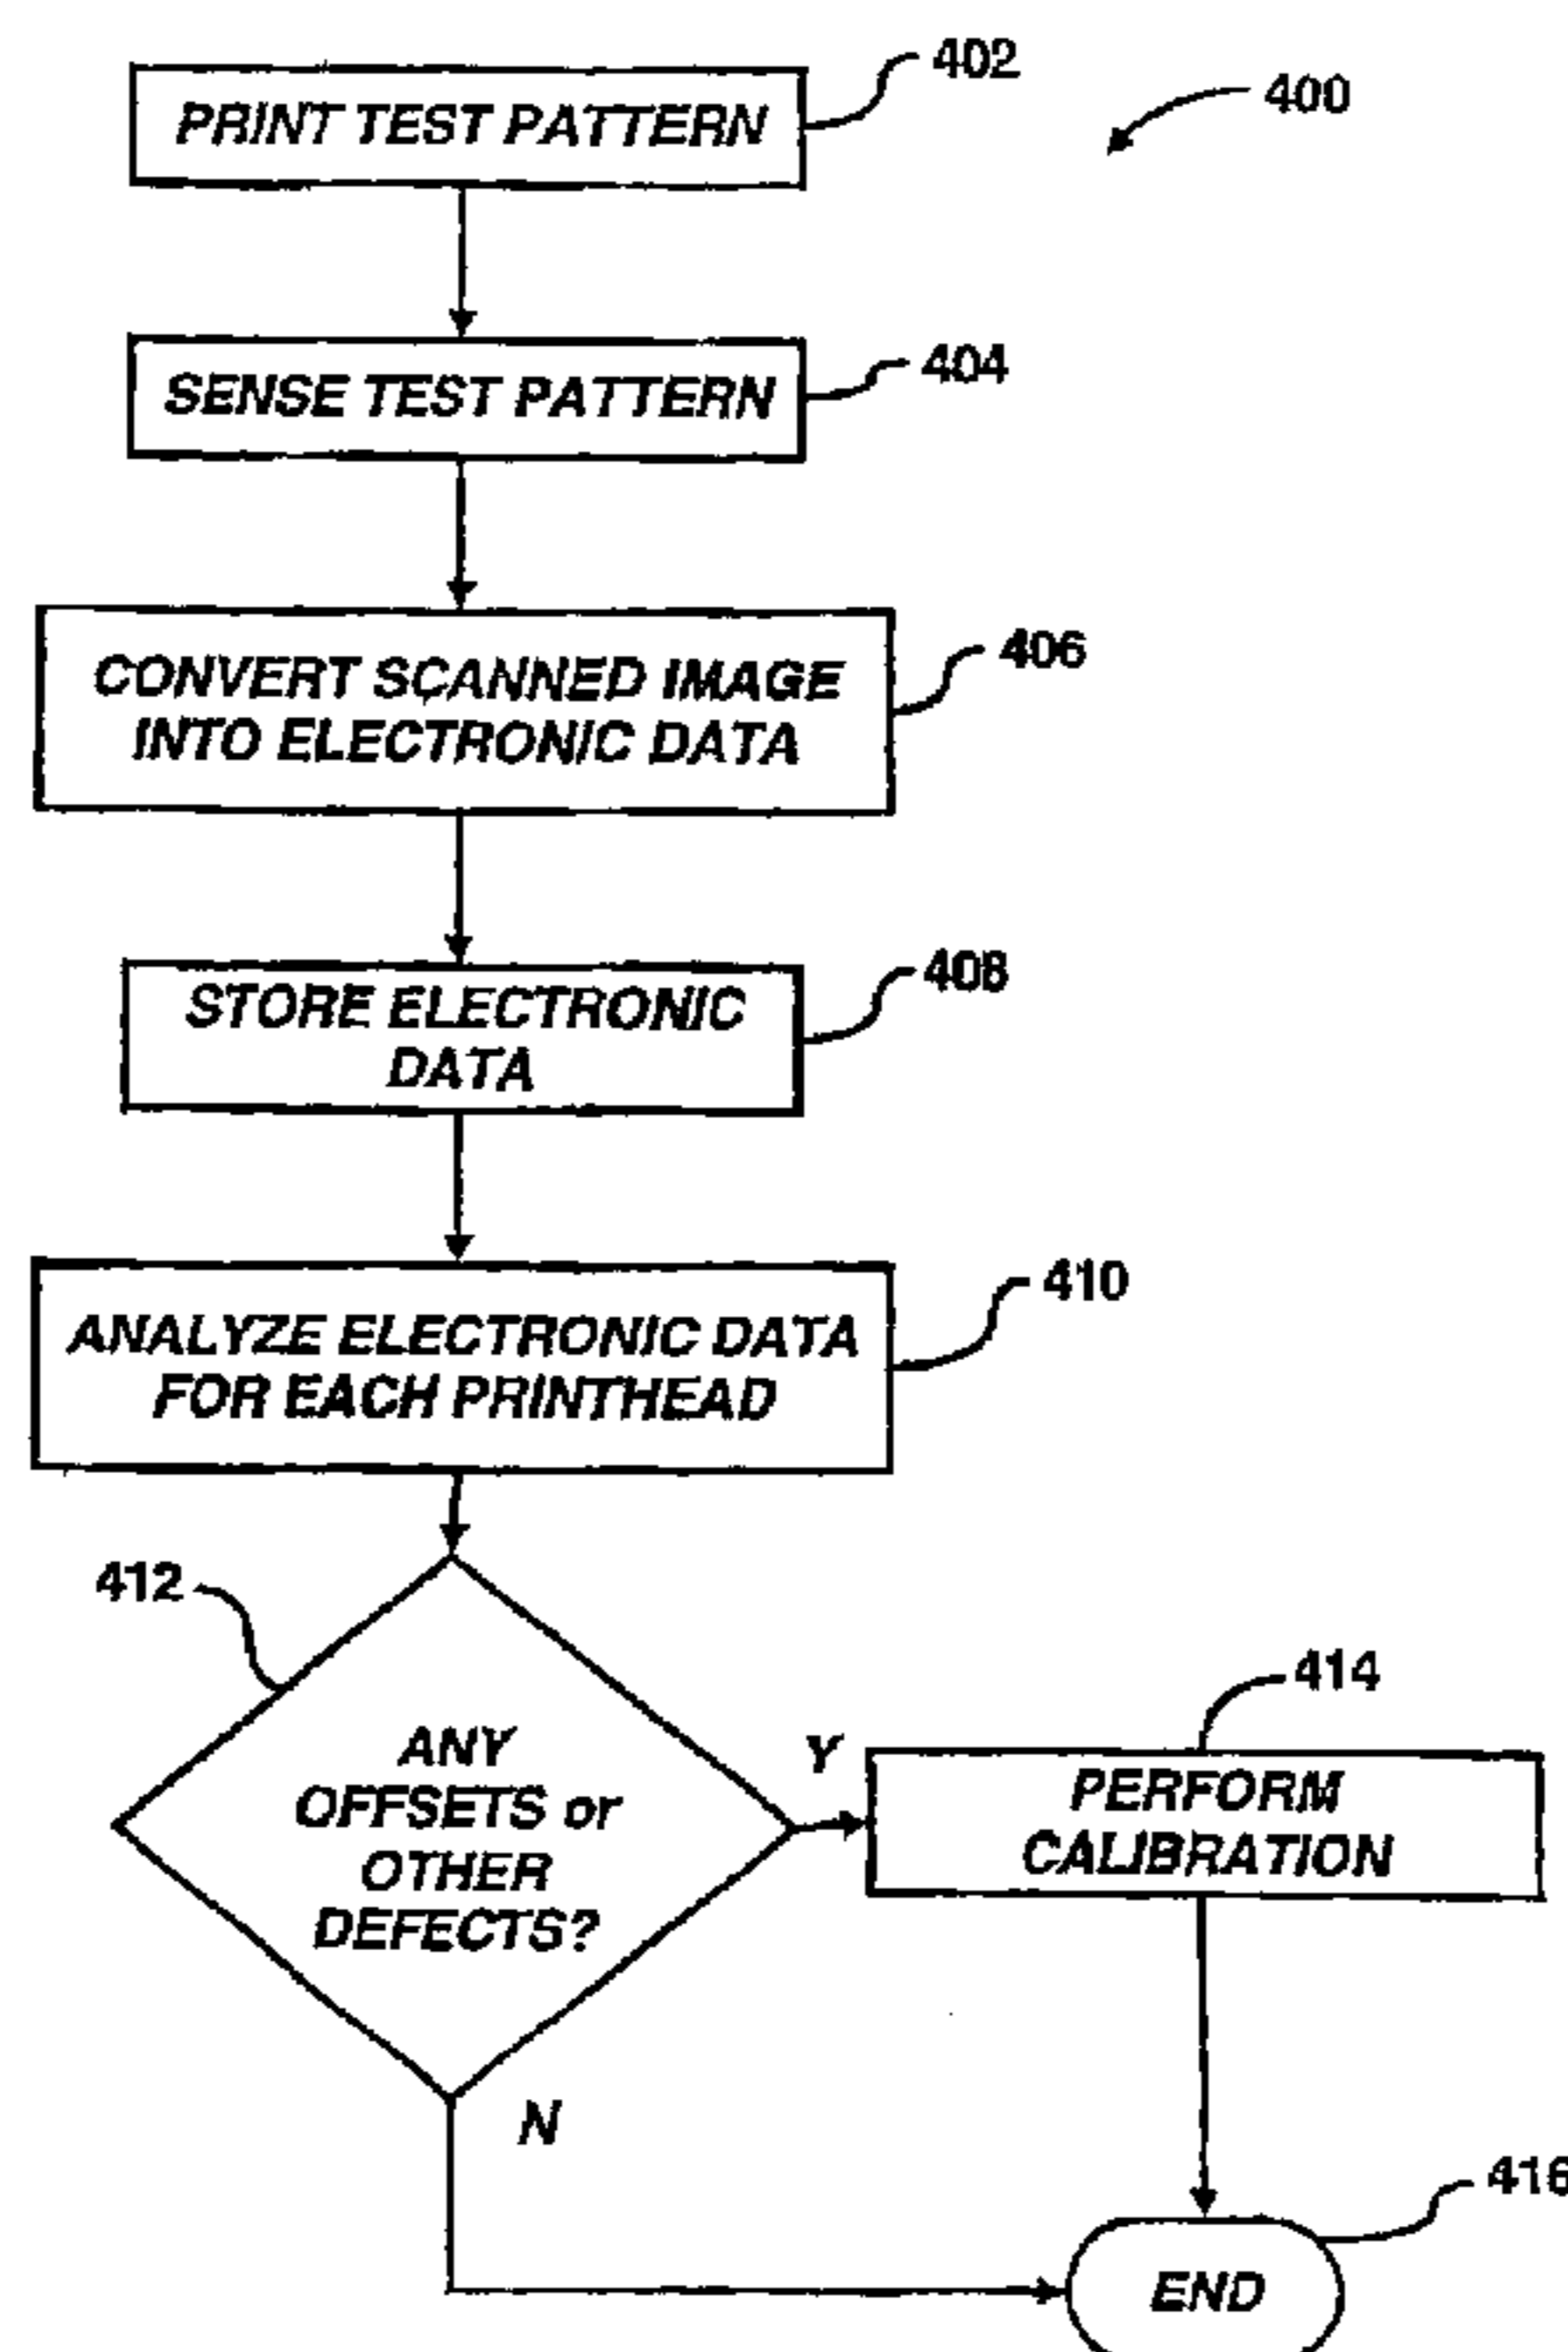 402
400
PRINT TEST PATTERN
404
SENSE TEST PATTERN
406
CONVERT SCANNED IMAGE
INTO ELECTRONIC DATA
408
STORE ELECTRONIC
DATA
410
ANALYZE ELECTRONIC DATA
FOR EACH PRINTHEAD
412
414
ANY
OFFSETS or
OTHER
DEFECTS?
Y
PERFORM
CALIBRATION
N
416
END